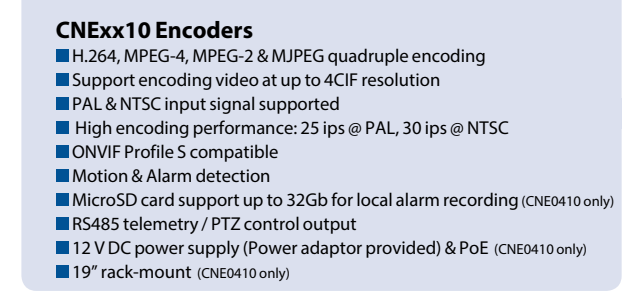 CNExx10 Encoders
■ H.264, MPEG-4, MPEG-2 & MJPEG quadruple encoding
■ Support encoding video at up to 4CIF resolution
■ PAL & NTSC input signal supported
■ High encoding performance: 25 ips @ PAL, 30 ips @ NTSC
■ ONVIF Profile S compatible
■ Motion & Alarm detection
■ MicroSD card support up to 32Gb for local alarm recording (CNE0410 only)
■ RS485 telemetry / PTZ control output
■ 12 V DC power supply (Power adaptor provided) & PoE (CNE0410 only)
■ 19” rack-mount (CNE0410 only)